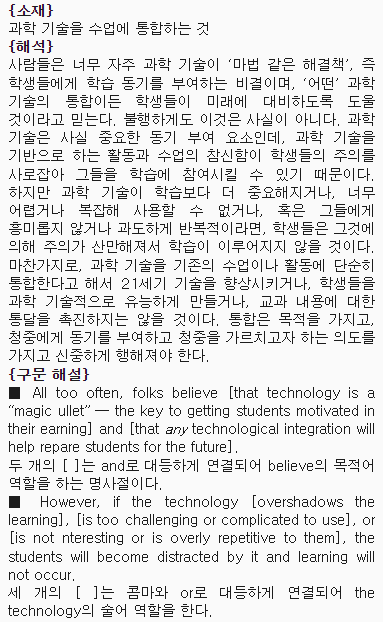 {소재}
과학 기술을 수업에 통합하는 것
{해석}
사람들은 너무 자주 과학 기술이 ‘마법 같은 해결책’, 즉
학생들에게 학습 동기를 부여하는 비결이며, ‘어떤’ 과학
기술의 통합이든 학생들이 미래에 대비하도록 도울
것이라고 믿는다. 불행하게도 이것은 사실이 아니다. 과학
기술은 사실 중요한 동기 부여 요소인데, 과학 기술을
기반으로 하는 활동과 수업의 참신함이 학생들의 주의를
사로잡아 그들을 학습에 참여시킬 수 있기 때문이다.
하지만 과학 기술이 학습보다 더 중요해지거나, 너무
어렵거나 복잡해 사용할 수 없거나, 혹은 그들에게
흥미롭지 않거나 과도하게 반복적이라면, 학생들은 그것에
의해 주의가 산만해져서 학습이 이루어지지 않을 것이다.
마찬가지로, 과학 기술을 기존의 수업이나 활동에 단순히
통합한다고 해서 21세기 기술을 향상시키거나, 학생들을
과학 기술적으로 유능하게 만들거나, 교과 내용에 대한
통달을 촉진하지는 않을 것이다. 통합은 목적을 가지고,
청중에게 동기를 부여하고 청중을 가르치고자 하는 의도를
가지고 신중하게 행해져야 한다.
{구문 해설}
■ All too often, folks believe [that technology is a
“magic ullet” — the key to getting students motivated in
their earning] and [that any technological integration will
help repare students for the future].
두 개의 [ ]는 and로 대등하게 연결되어 believe의 목적어
역할을 하는 명사절이다.
■ However, if the technology [overshadows the
learning], [is too challenging or complicated to use], or
[is not nteresting or is overly repetitive to them], the
students will become distracted by it and learning will
not occur.
세 개의 [ ]는 콤마와 or로 대등하게 연결되어 the
technology의 술어 역할을 한다.